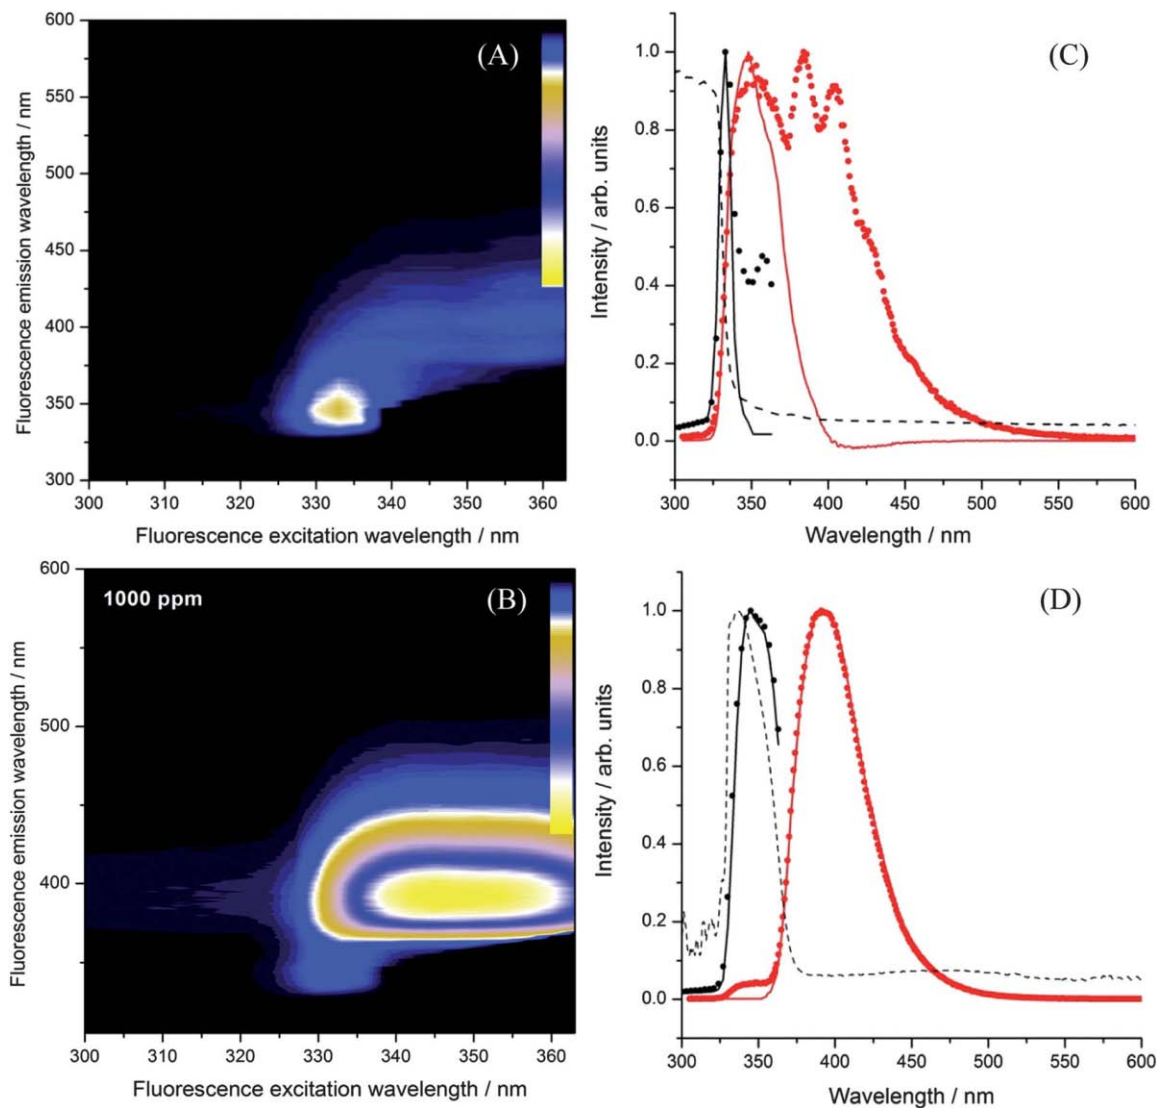 (A)
600
550
500
450
400
350
300
300 310 320 330 340 350 360
Fluorescence emission wavelength / nm
Fluorescence excitation wavelength / nm
(C)
1.0
0.8
0.6
0.4
0.2
0.0
300 350 400 450 500 550 600
Intensity / arb. units
Wavelength / nm
1000 ppm
(B)
600
500
400
300 310 320 330 340 350 360
Fluorescence emission wavelength / nm
Fluorescence excitation wavelength / nm
(D)
1.0
0.8
0.6
0.4
0.2
0.0
300 350 400 450 500 550 600
Intensity / arb. units
Wavelength / nm